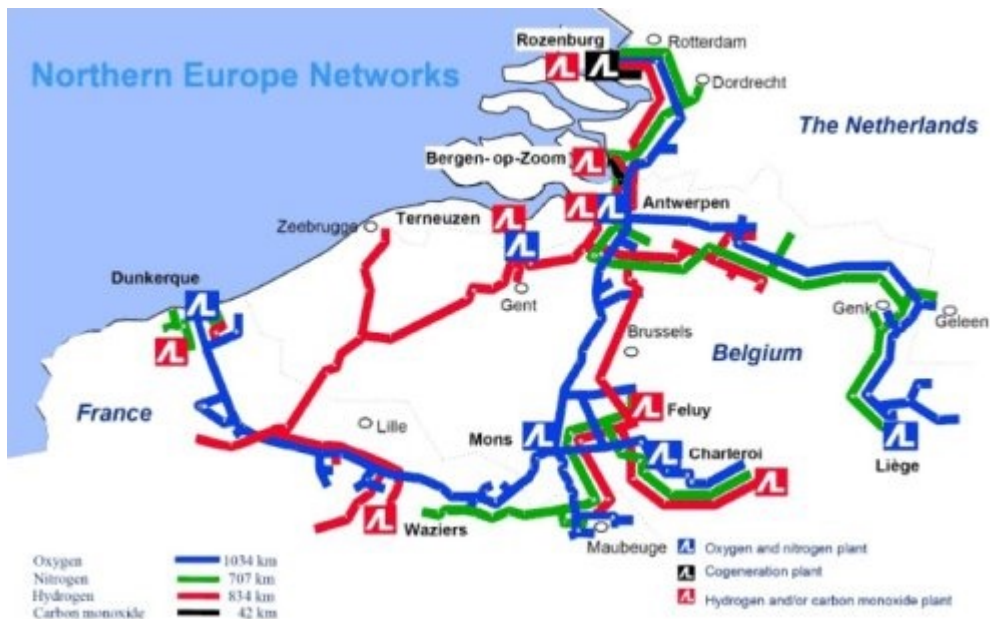 Northern Europe Networks
Rozenburg
Rotterdam
Dordrecht
The Netherlands
Bergen-op-Zoom
Antwerpen
Terneuzen
Zeebrugge
Dunkerque
Gent
Genk
Geleen
Brussels
Belgium
France
Lille
Mons
Feluy
Charleroi
Liège
Waziers
Maubeuge
Oxygen 1034 km
Nitrogen 707 km
Hydrogen 834 km
Carbon monoxide 42 km
Oxygen and nitrogen plant
Cogeneration plant
Hydrogen and/or carbon monoxide plant